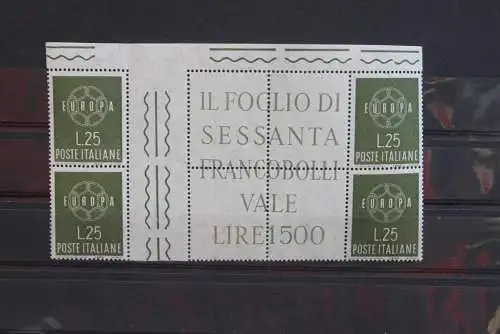 EUROPA
L.25
POSTE ITALIANE
EUROPA
L.25
POSTE ITALIANE
IL FOGLIO DI
SESSANTA
FRANCOBOLLI
VALE
LIRE 1500
EUROPA
L.25
POSTE ITALIANE
EUROPA
L.25
POSTE ITALIANE